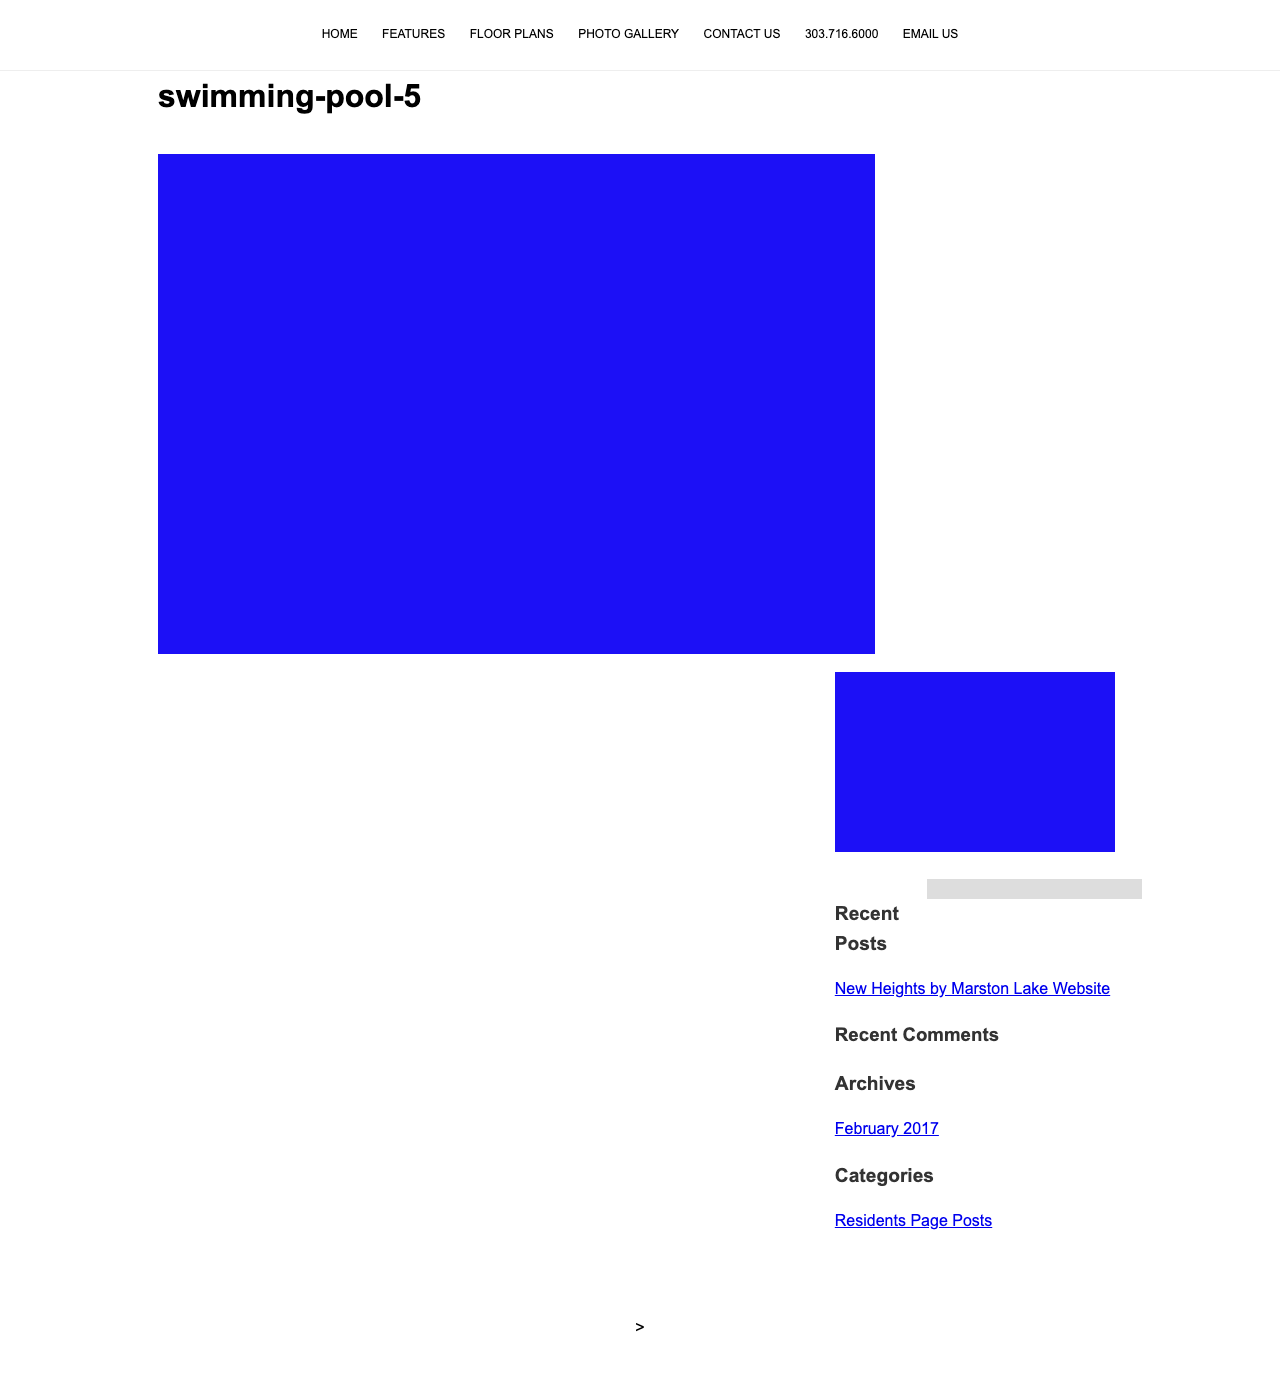 HOME FEATURES FLOOR PLANS PHOTO GALLERY CONTACT US 303.716.6000 EMAIL US
swimming-pool-5
Recent
Posts
New Heights by Marston Lake Website
Recent Comments
Archives
February 2017
Categories
Residents Page Posts
>